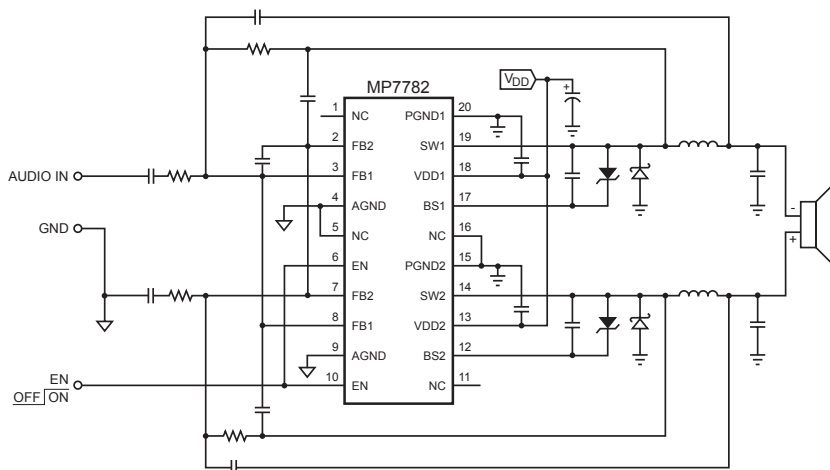 MP7782
V_DD
+
1 NC PGND1 20
2 FB2 SW1 19
AUDIO IN 3 FB1 VDD1 18
4 AGND BS1 17
GND 5 NC NC 16
6 EN PGND2 15
7 FB2 SW2 14
8 FB1 VDD2 13
9 AGND BS2 12
EN 10 EN NC 11
OFF ON
-
+